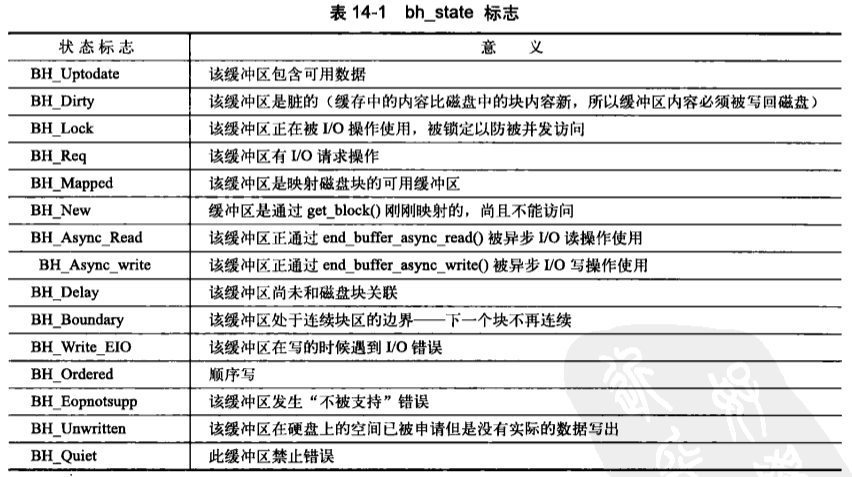 表 14-1 bh_state 标志
状态标志 意 义
BH_Uptodate 该缓冲区包含可用数据
BH_Dirty 该缓冲区是脏的（缓存中的内容比磁盘中的块内容新，所以缓冲区内容必须被写回磁盘）
BH_Lock 该缓冲区正在被 I/O 操作使用，被锁定以防被并发访问
BH_Req 该缓冲区有 I/O 请求操作
BH_Mapped 该缓冲区是映射磁盘块的可用缓冲区
BH_New 缓冲区是通过 get_block() 刚刚映射的，尚且不能访问
BH_Async_Read 该缓冲区正通过 end_buffer_async_read() 被异步 I/O 读操作使用
BH_Async_write 该缓冲区正通过 end_buffer_async_write() 被异步 I/O 写操作使用
BH_Delay 该缓冲区尚未和磁盘块关联
BH_Boundary 该缓冲区处于连续块区的边界——下一个块不再连续
BH_Write_EIO 该缓冲区在写的时候遇到 I/O 错误
BH_Ordered 顺序写
BH_Eopnotsupp 该缓冲区发生“不被支持”错误
BH_Unwritten 该缓冲区在硬盘上的空间已被申请但是没有实际的数据写出
BH_Quiet 此缓冲区禁止错误